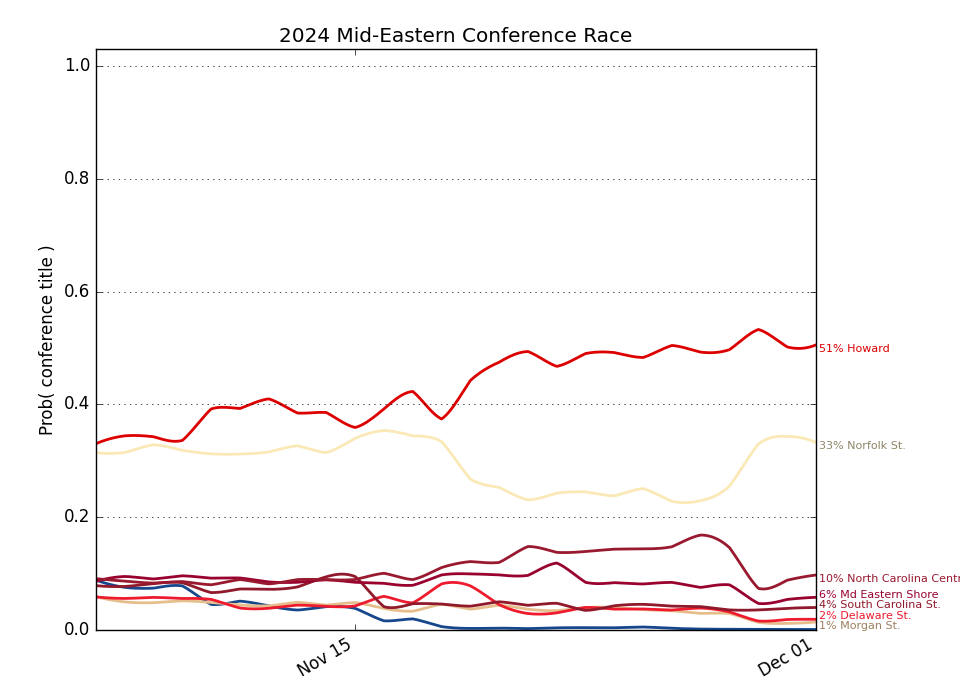 2024 Mid-Eastern Conference Race
Prob( conference title )
1.0
0.8
0.6
0.4
0.2
0.0
Nov 15
Dec 01
51% Howard
33% Norfolk St.
10% North Carolina Centr
6% Md Eastern Shore
4% South Carolina St.
2% Delaware St.
1% Morgan St.